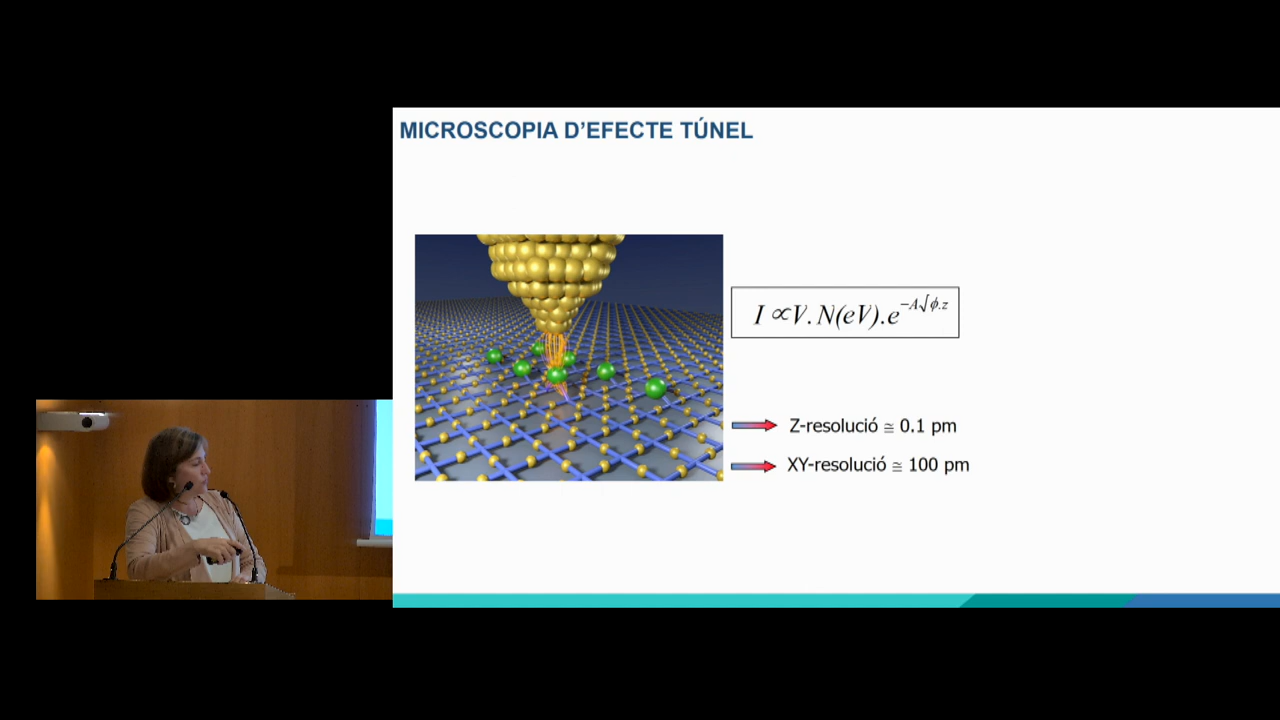 MICROSCOPIA D'EFECTE TÚNEL
I ∝V. N(eV).e^{-A√ϕ.z}
Z-resolució ≅ 0.1 pm
XY-resolució ≅ 100 pm